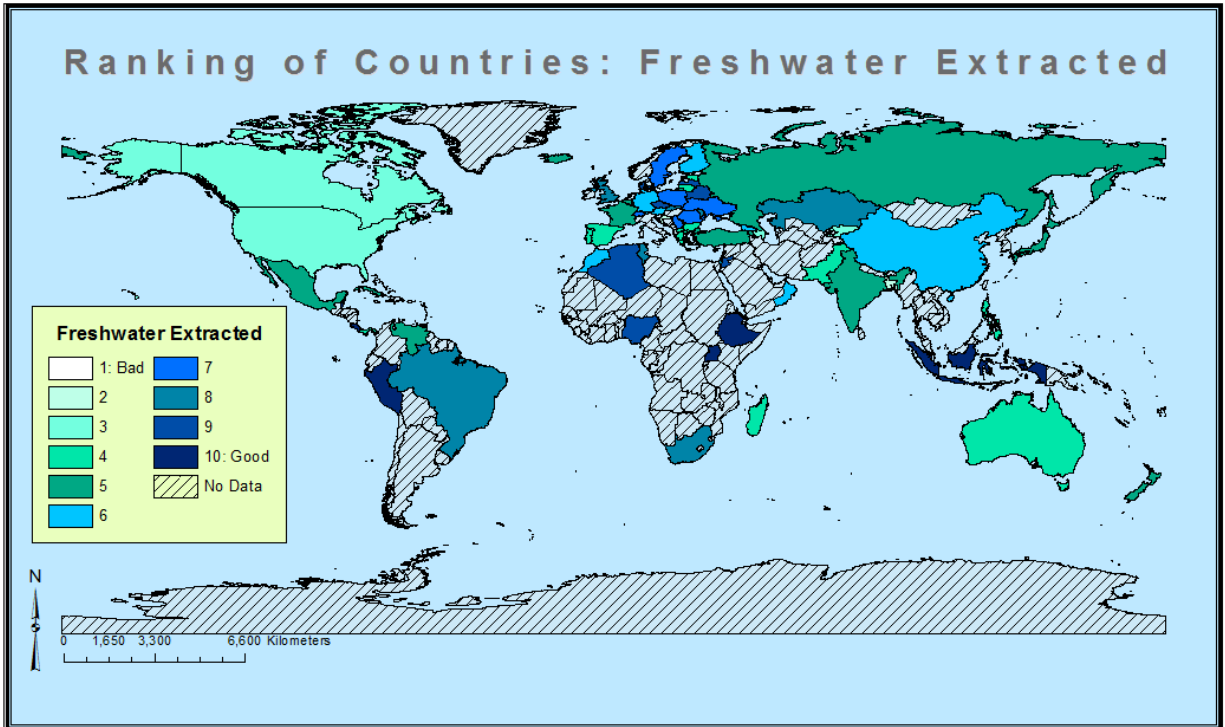 Ranking of Countries: Freshwater Extracted
Freshwater Extracted
1: Bad
2
3
4
5
6
7
8
9
10: Good
No Data
N
0 1,650 3,300 6,600 Kilometers